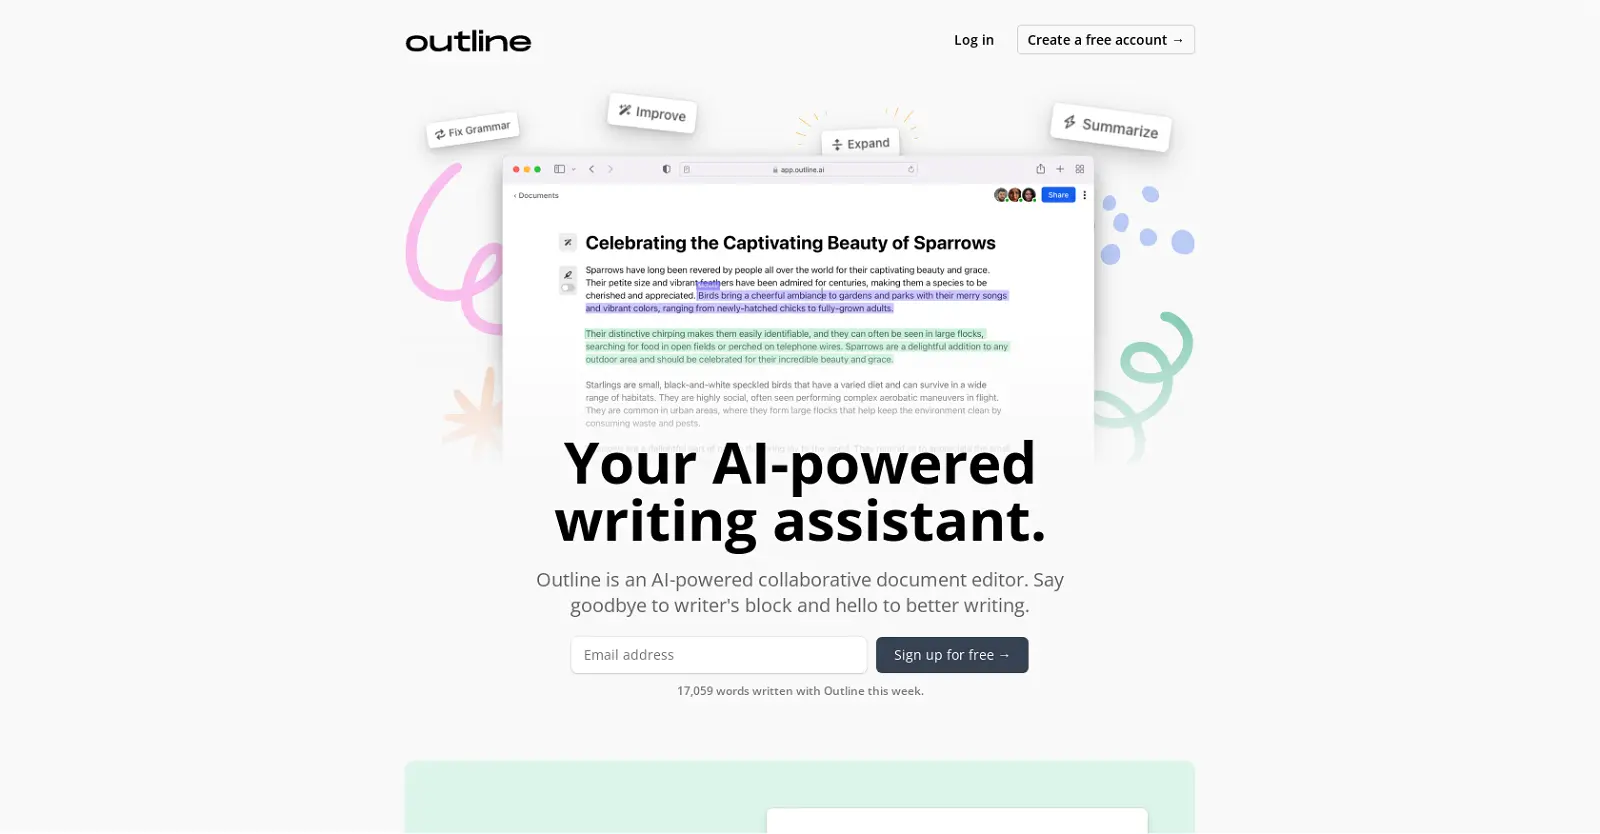 outline
Log in
Create a free account →
Fix Grammar
Improve
Expand
Summarize
app.outline.ai
‹ Documents
Share
Celebrating the Captivating Beauty of Sparrows
Sparrows have long been revered by people all over the world for their captivating beauty and grace.
Their petite size and vibrant feathers have been admired for centuries, making them a species to be
cherished and appreciated. Birds bring a cheerful ambiance to gardens and parks with their merry songs
and vibrant colors, ranging from newly-hatched chicks to fully-grown adults.
Their distinctive chirping makes them easily identifiable, and they can often be seen in large flocks,
searching for food in open fields or perched on telephone wires. Sparrows are a delightful addition to any
outdoor area and should be celebrated for their incredible beauty and grace.
Starlings are small, black-and-white speckled birds that have a varied diet and can survive in a wide
range of habitats. They are highly social, often seen performing complex aerobatic maneuvers in flight.
They are common in urban areas, where they form large flocks that help keep the environment clean by
consuming waste and pests.
Your AI-powered
writing assistant.
Outline is an AI-powered collaborative document editor. Say
goodbye to writer's block and hello to better writing.
Email address
Sign up for free →
17,059 words written with Outline this week.